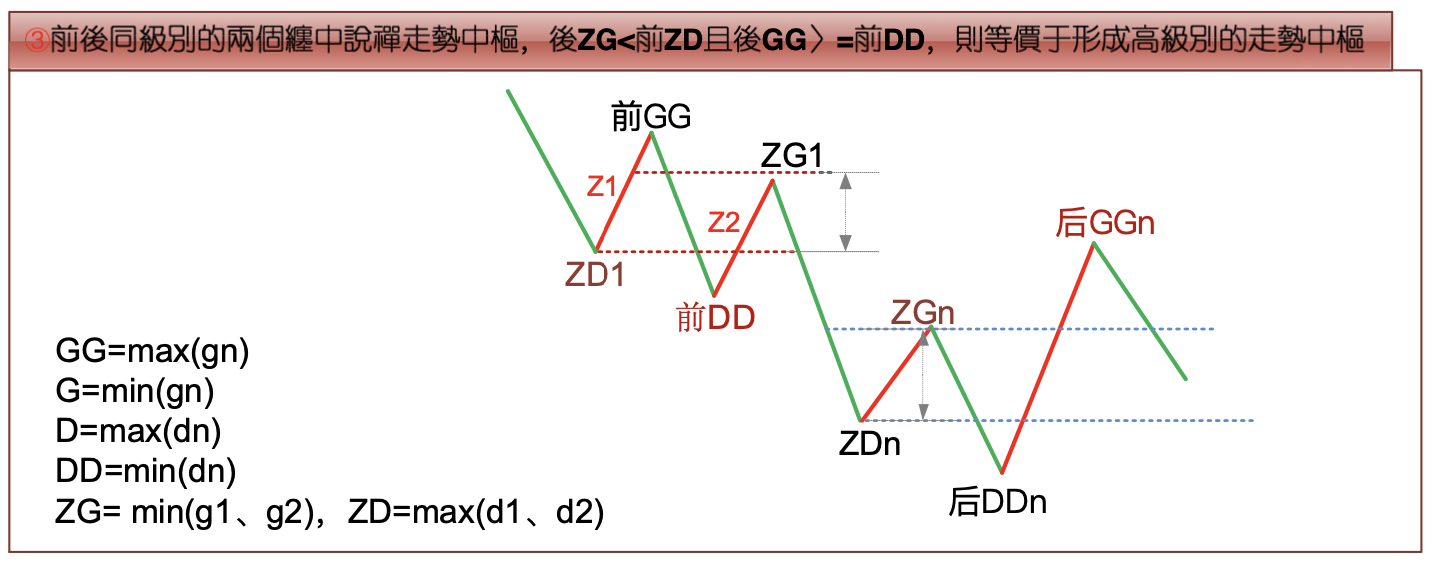 ③前後同級別的兩個纏中說禪走勢中樞，後ZG<前ZD且後GG〉=前DD，則等價于形成高級別的走勢中樞
前GG
ZG1
Z1
Z2
后GGn
ZD1
前DD
ZGn
GG=max(gn)
G=min(gn)
D=max(dn)
ZDn
DD=min(dn)
后DDn
ZG= min(g1、g2)，ZD=max(d1、d2)